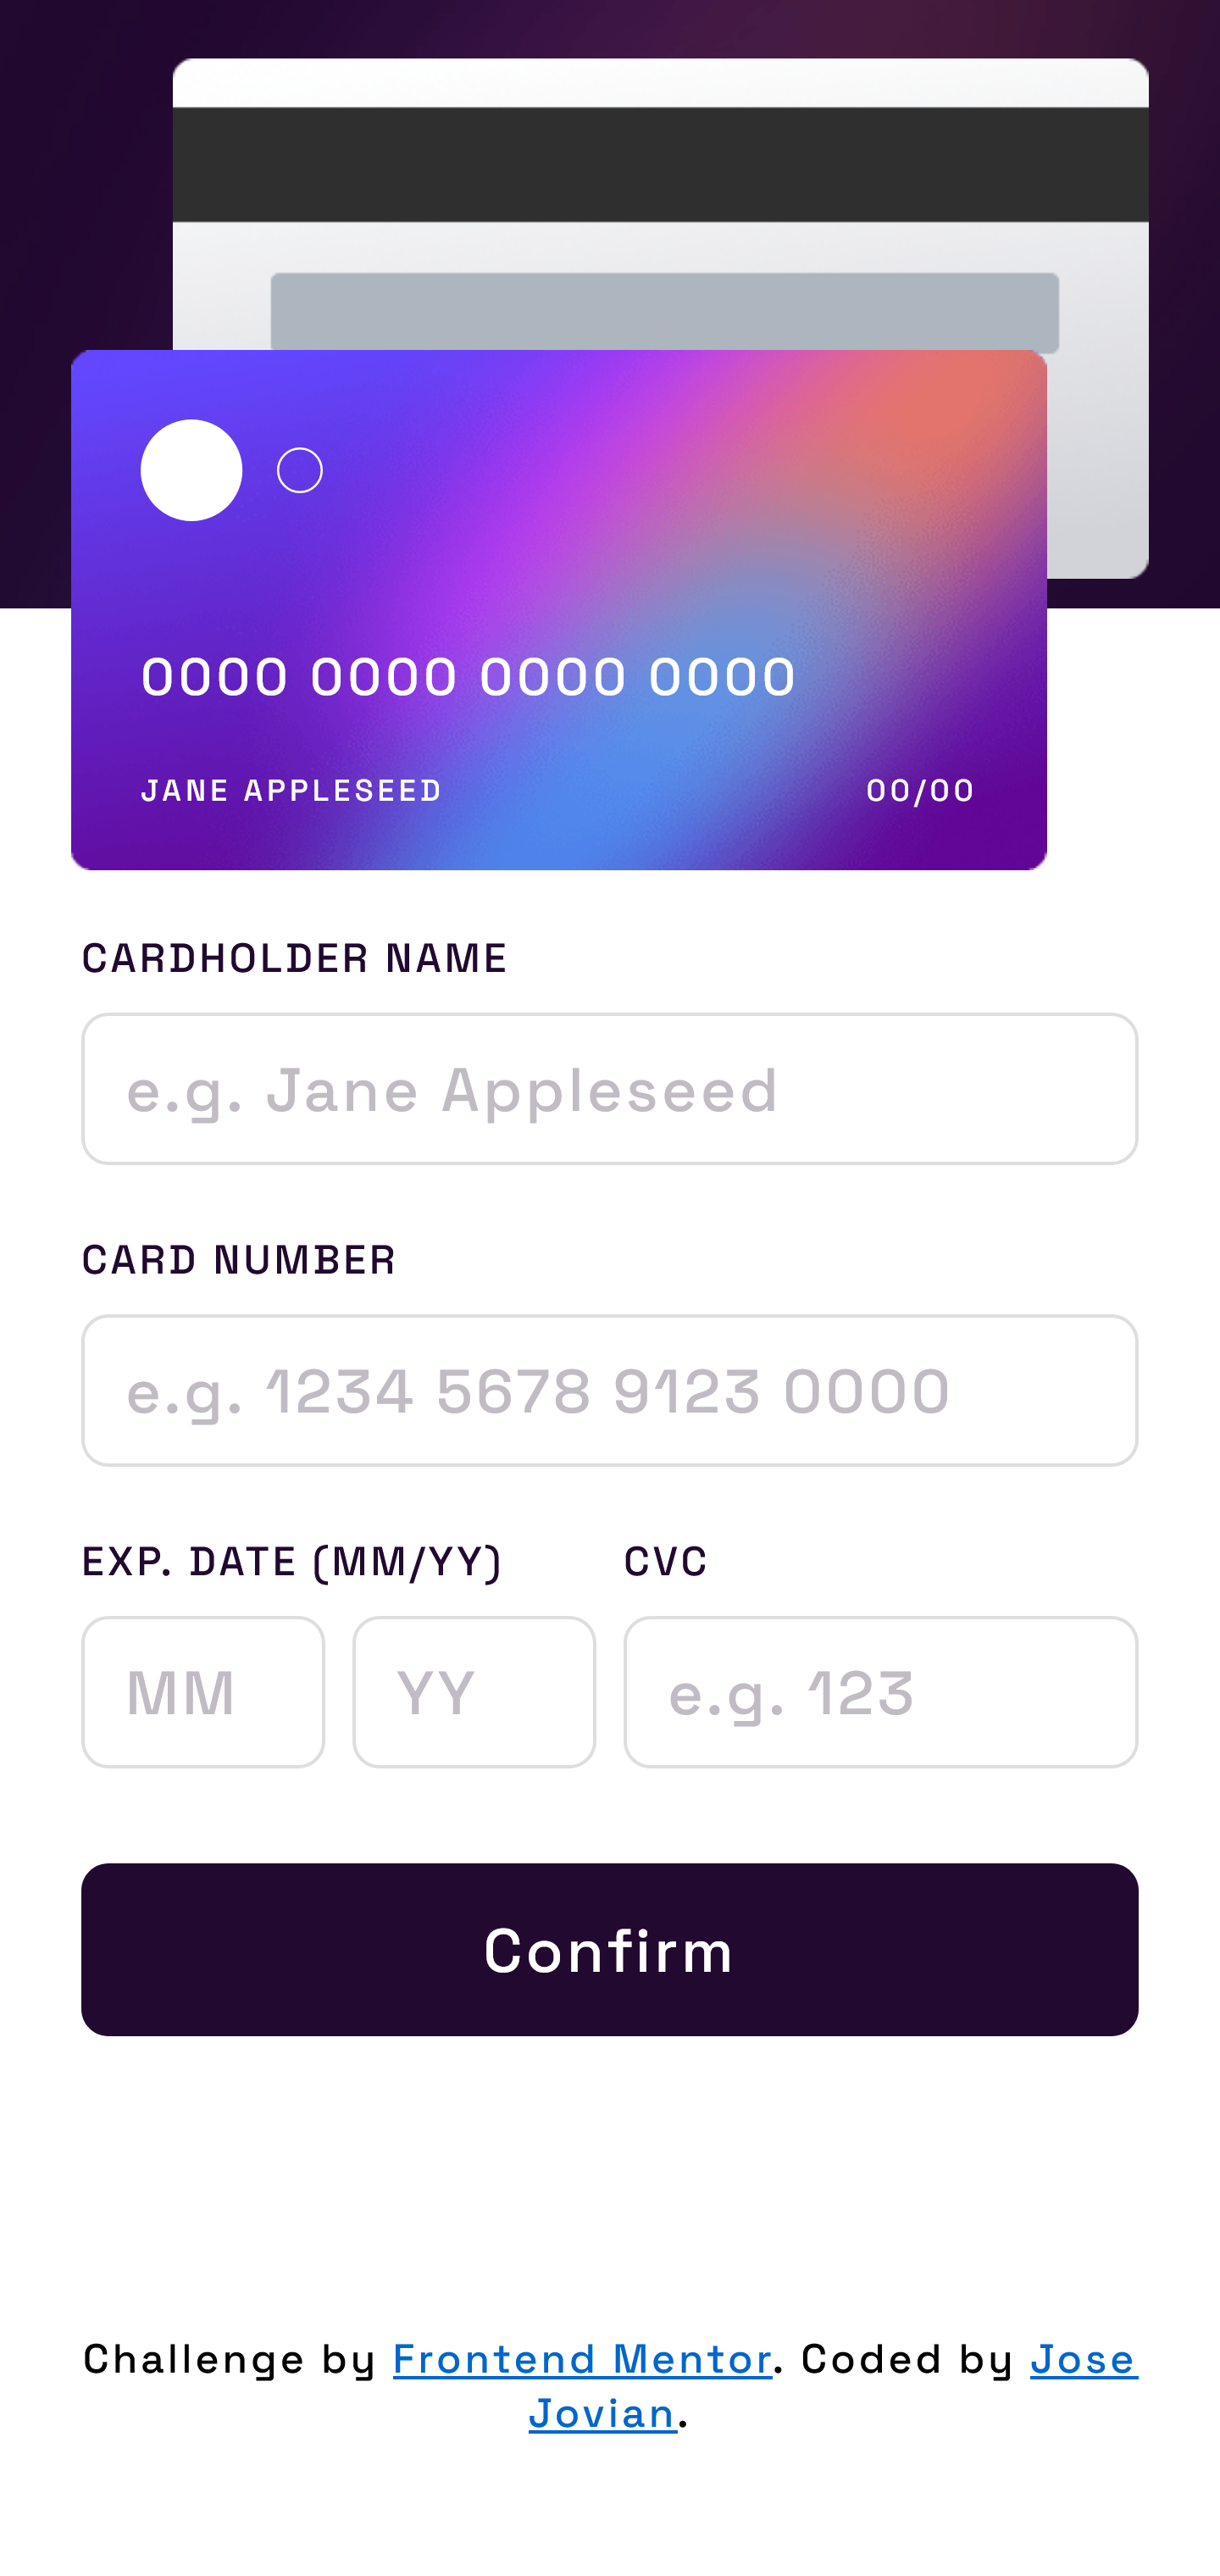 0000 0000 0000 0000
JANE APPLESEED 00/00
CARDHOLDER NAME
e.g. Jane Appleseed
CARD NUMBER
e.g. 1234 5678 9123 0000
EXP. DATE (MM/YY) CVC
MM YY e.g. 123
Confirm
Challenge by Frontend Mentor. Coded by Jose
Jovian.